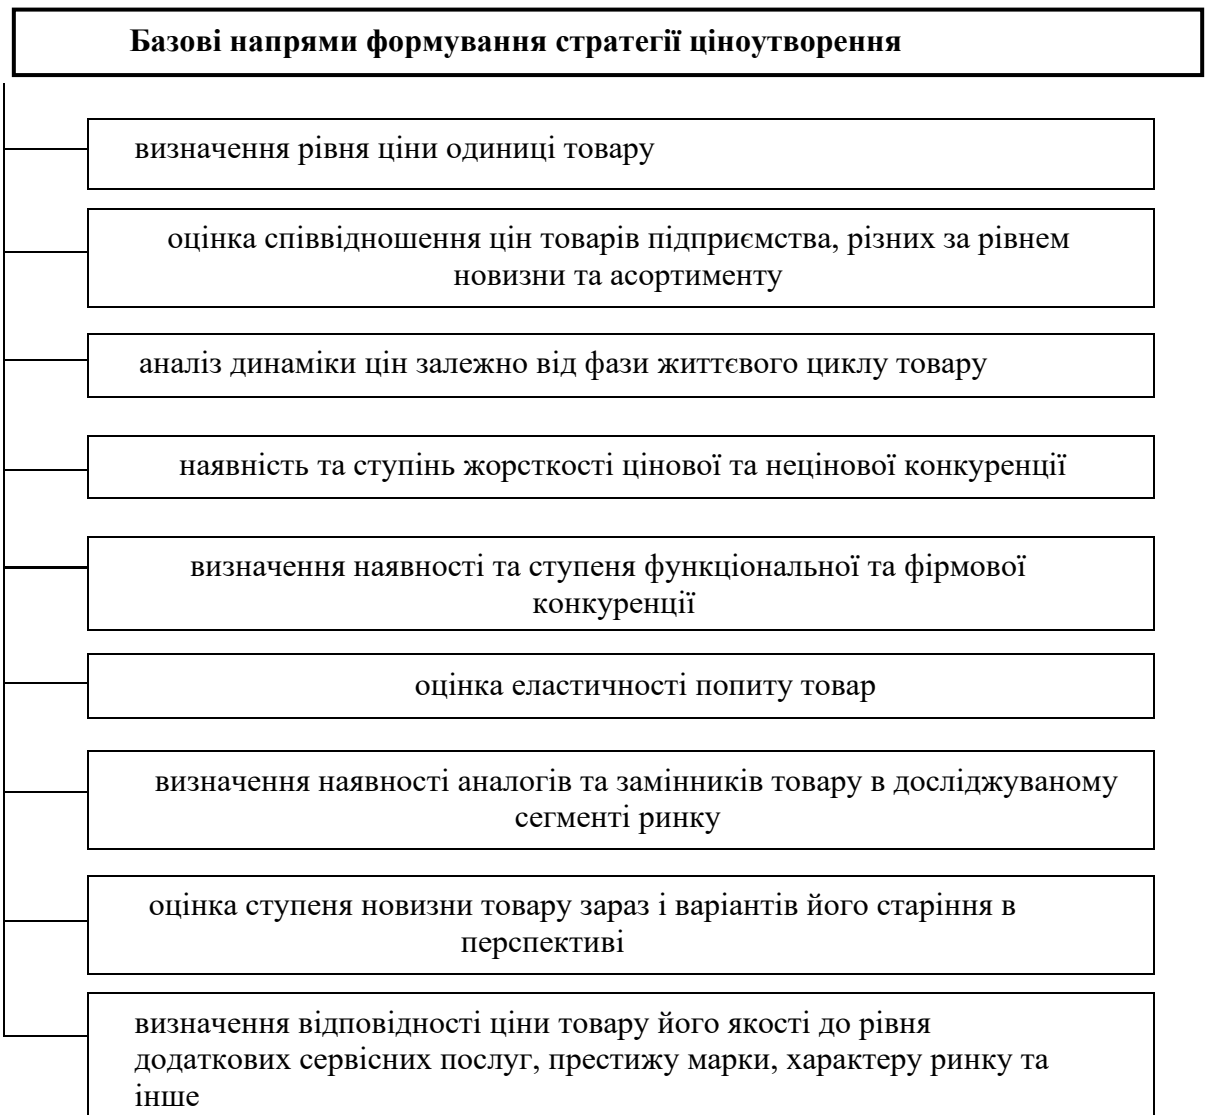 Базові напрями формування стратегії ціноутворення
визначення рівня ціни одиниці товару
оцінка співвідношення цін товарів підприємства, різних за рівнем
новизни та асортименту
аналіз динаміки цін залежно від фази життєвого циклу товару
наявність та ступінь жорсткості цінової та нецінової конкуренції
визначення наявності та ступеня функціональної та фірмової
конкуренції
оцінка еластичності попиту товар
визначення наявності аналогів та замінників товару в досліджуваному
сегменті ринку
оцінка ступеня новизни товару зараз і варіантів його старіння в
перспективі
визначення відповідності ціни товару його якості до рівня
додаткових сервісних послуг, престижу марки, характеру ринку та
інше